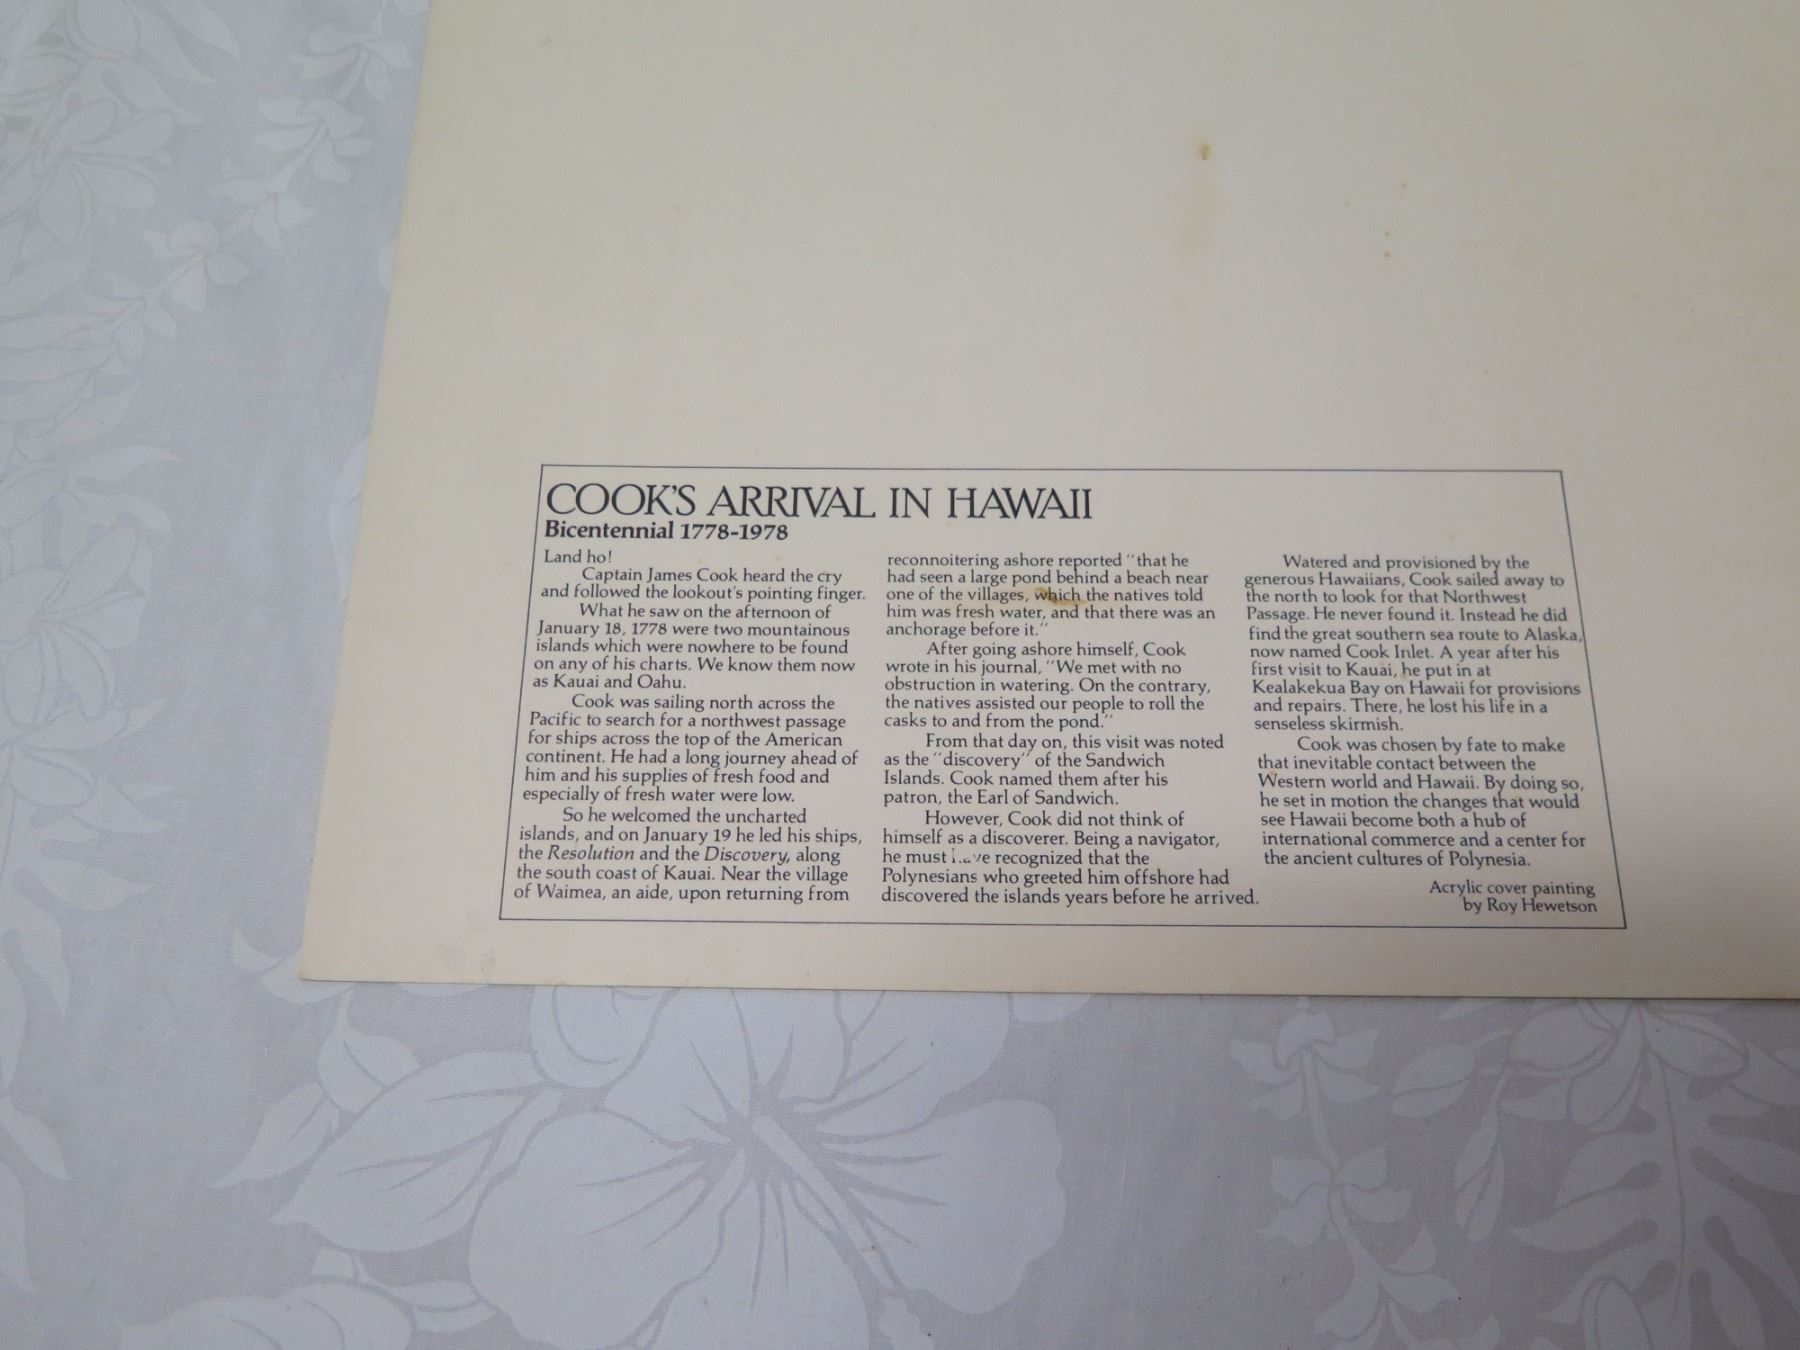 COOK'S ARRIVAL IN HAWAII
Bicentennial 1778-1978
Land ho!
Captain James Cook heard the cry
and followed the lookout's pointing finger.
What he saw on the afternoon of
January 18, 1778 were two mountainous
islands which were nowhere to be found
on any of his charts. We know them now
as Kauai and Oahu.
Cook was sailing north across the
Pacific to search for a northwest passage
for ships across the top of the American
continent. He had a long journey ahead of
him and his supplies of fresh food and
especially of fresh water were low.
So he welcomed the uncharted
islands, and on January 19 he led his ships,
the Resolution and the Discovery, along
the south coast of Kauai. Near the village
of Waimea, an aide, upon returning from
reconnoitering ashore reported "that he
had seen a large pond behind a beach near
one of the villages, which the natives told
him was fresh water, and that there was an
anchorage before it."
After going ashore himself, Cook
wrote in his journal, "We met with no
obstruction in watering. On the contrary,
the natives assisted our people to roll the
casks to and from the pond."
From that day on, this visit was noted
as the "discovery" of the Sandwich
Islands. Cook named them after his
patron, the Earl of Sandwich.
However, Cook did not think of
himself as a discoverer. Being a navigator,
he must have recognized that the
Polynesians who greeted him offshore had
discovered the islands years before he arrived.
Watered and provisioned by the
generous Hawaiians, Cook sailed away to
the north to look for that Northwest
Passage. He never found it. Instead he did
find the great southern sea route to Alaska,
now named Cook Inlet. A year after his
first visit to Kauai, he put in at
Kealakekua Bay on Hawaii for provisions
and repairs. There, he lost his life in a
senseless skirmish.
Cook was chosen by fate to make
that inevitable contact between the
Western world and Hawaii. By doing so,
he set in motion the changes that would
see Hawaii become both a hub of
international commerce and a center for
the ancient cultures of Polynesia.
Acrylic cover painting
by Roy Hewetson